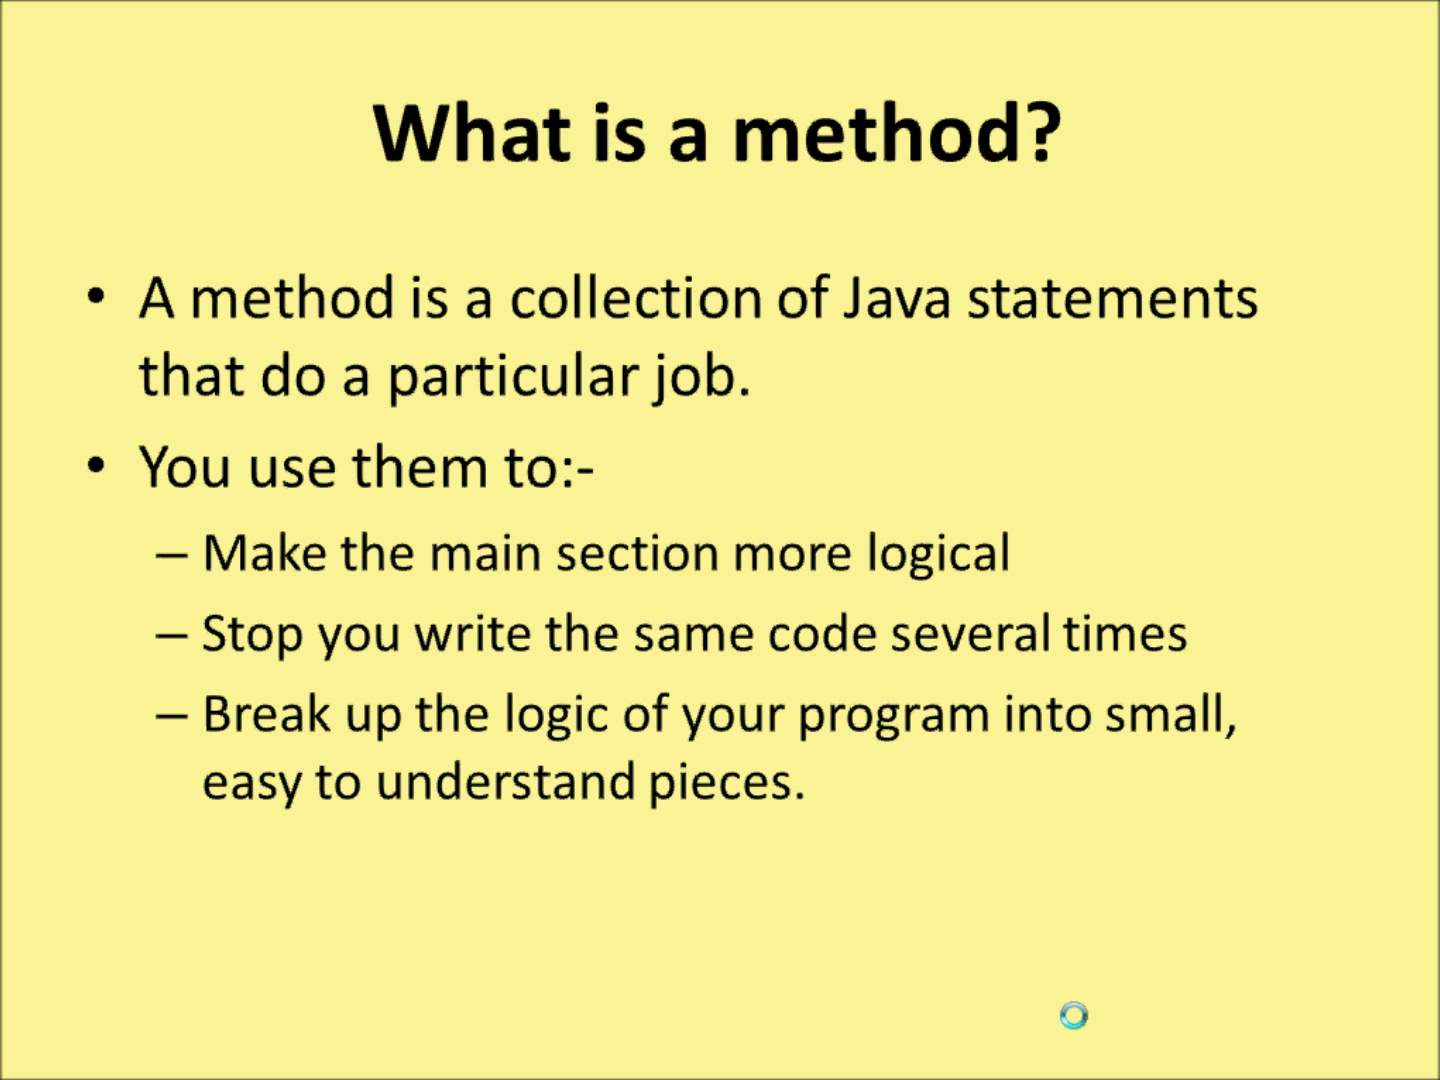 What is a method?
• A method is a collection of Java statements
that do a particular job.
• You use them to:-
– Make the main section more logical
– Stop you write the same code several times
– Break up the logic of your program into small,
easy to understand pieces.